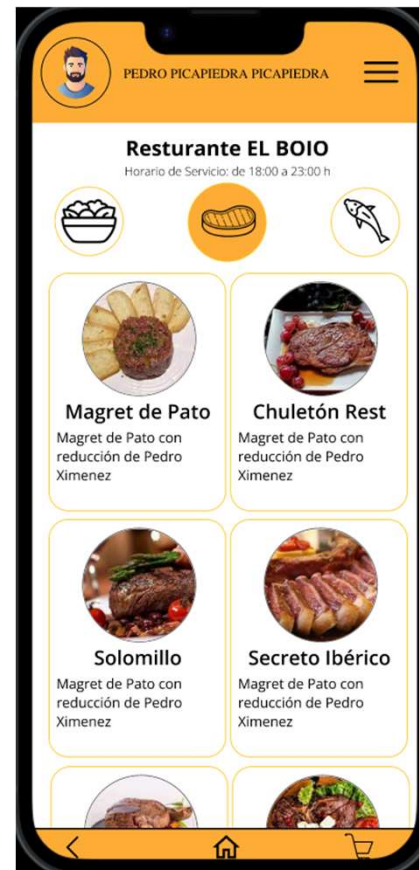 PEDRO PICAPIEDRA PICAPIEDRA
Resturante EL BOIO
Horario de Servicio: de 18:00 a 23:00 h
Magret de Pato
Magret de Pato con
reducción de Pedro
Ximenez
Chuletón Rest
Magret de Pato con
reducción de Pedro
Ximenez
Solomillo
Magret de Pato con
reducción de Pedro
Ximenez
Secreto Ibérico
Magret de Pato con
reducción de Pedro
Ximenez